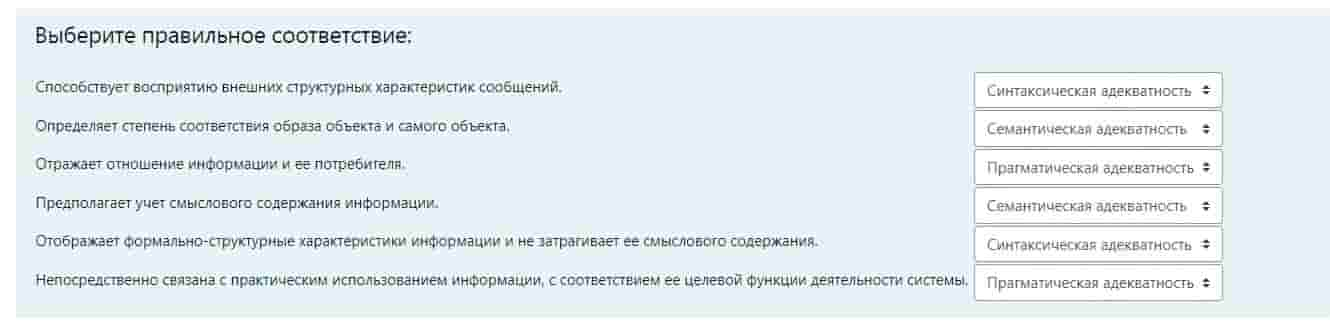 Выберите правильное соответствие:
Способствует восприятию внешних структурных характеристик сообщений. Синтаксическая адекватность
Определяет степень соответствия образа объекта и самого объекта. Семантическая адекватность
Отражает отношение информации и ее потребителя. Прагматическая адекватность
Предполагает учет смыслового содержания информации. Семантическая адекватность
Отображает формально-структурные характеристики информации и не затрагивает ее смыслового содержания. Синтаксическая адекватность
Непосредственно связана с практическим использованием информации, с соответствием ее целевой функции деятельности системы. Прагматическая адекватность